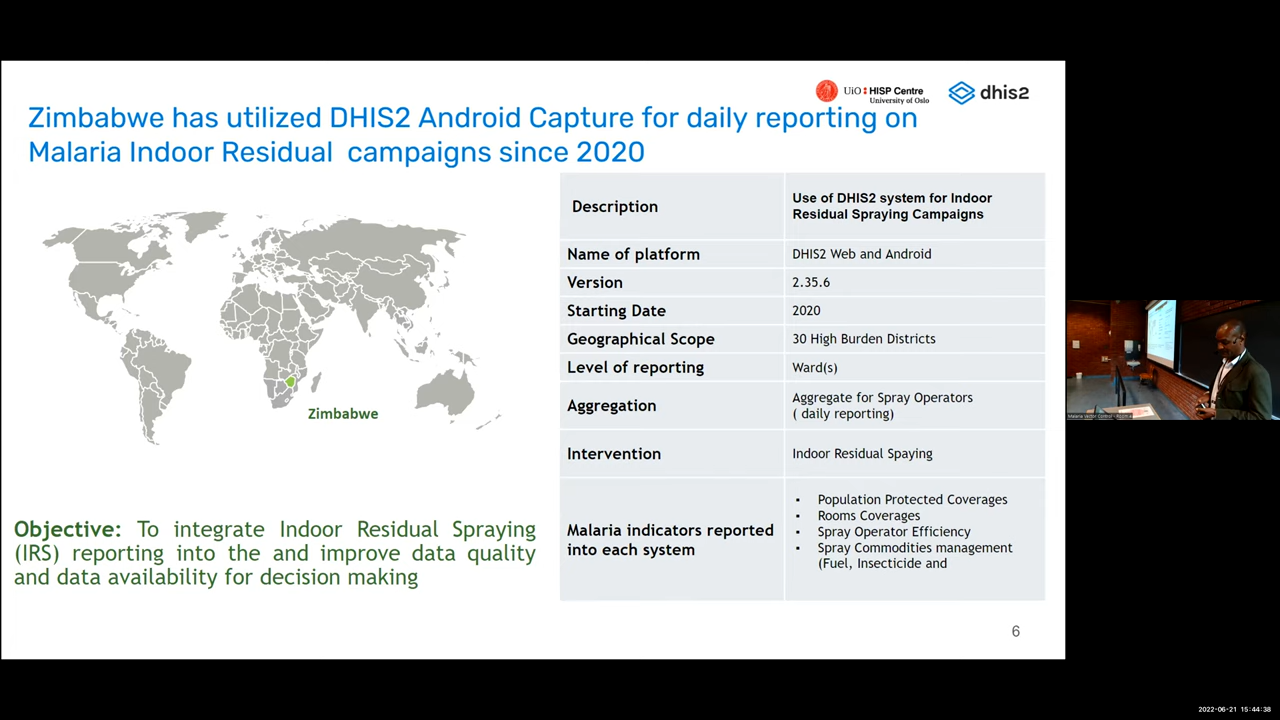 UiO HISP Centre
University of Oslo
dhis2
Zimbabwe has utilized DHIS2 Android Capture for daily reporting on
Malaria Indoor Residual campaigns since 2020
Zimbabwe
Objective: To integrate Indoor Residual Spraying
(IRS) reporting into the and improve data quality
and data availability for decision making
Description
Use of DHIS2 system for Indoor
Residual Spraying Campaigns
Name of platform
DHIS2 Web and Android
Version
2.35.6
Starting Date
2020
Geographical Scope
30 High Burden Districts
Level of reporting
Ward(s)
Aggregation
Aggregate for Spray Operators
( daily reporting)
Intervention
Indoor Residual Spaying
Malaria indicators reported
into each system
▪ Population Protected Coverages
▪ Rooms Coverages
▪ Spray Operator Efficiency
▪ Spray Commodities management
(Fuel, Insecticide and
6
Malaria Vector Control - Room
2022-06-21 15:44:38